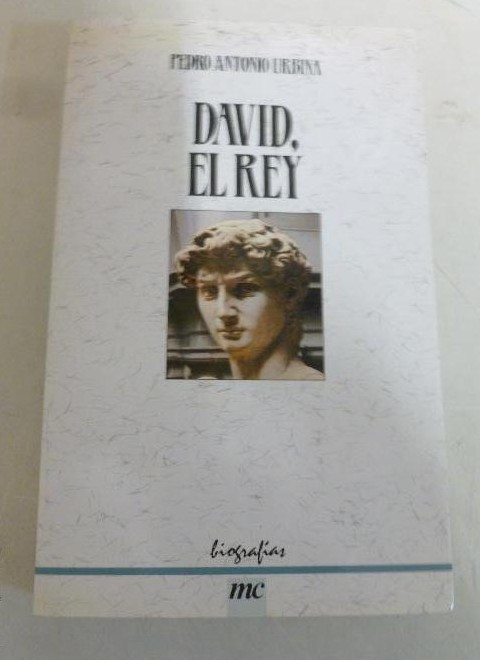 PEDRO ANTONIO URBINA
DAVID,
EL REY
biografías
mc